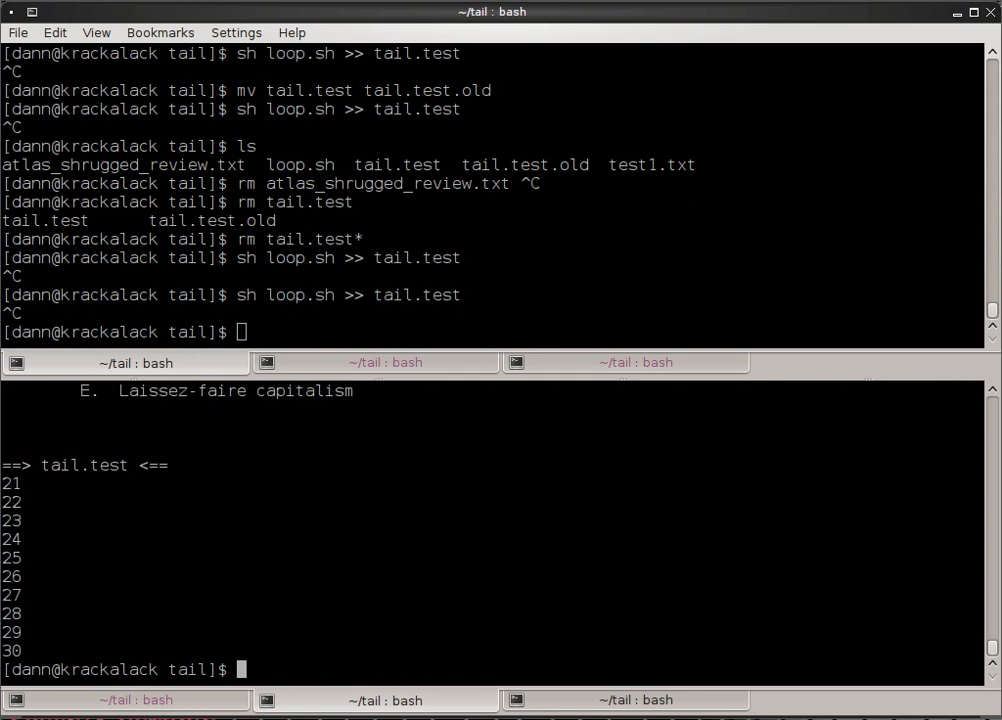 ~/tail : bash
File Edit View Bookmarks Settings Help
[dann@krackalack tail]$ sh loop.sh >> tail.test
^C
[dann@krackalack tail]$ mv tail.test tail.test.old
[dann@krackalack tail]$ sh loop.sh >> tail.test
^C
[dann@krackalack tail]$ ls
atlas_shrugged_review.txt  loop.sh  tail.test  tail.test.old  test1.txt
[dann@krackalack tail]$ rm atlas_shrugged_review.txt ^C
[dann@krackalack tail]$ rm tail.test
tail.test      tail.test.old
[dann@krackalack tail]$ rm tail.test*
[dann@krackalack tail]$ sh loop.sh >> tail.test
^C
[dann@krackalack tail]$ sh loop.sh >> tail.test
^C
[dann@krackalack tail]$
~/tail : bash ~/tail : bash ~/tail : bash
E.  Laissez-faire capitalism
==> tail.test <==
21
22
23
24
25
26
27
28
29
30
[dann@krackalack tail]$
~/tail : bash ~/tail : bash ~/tail : bash